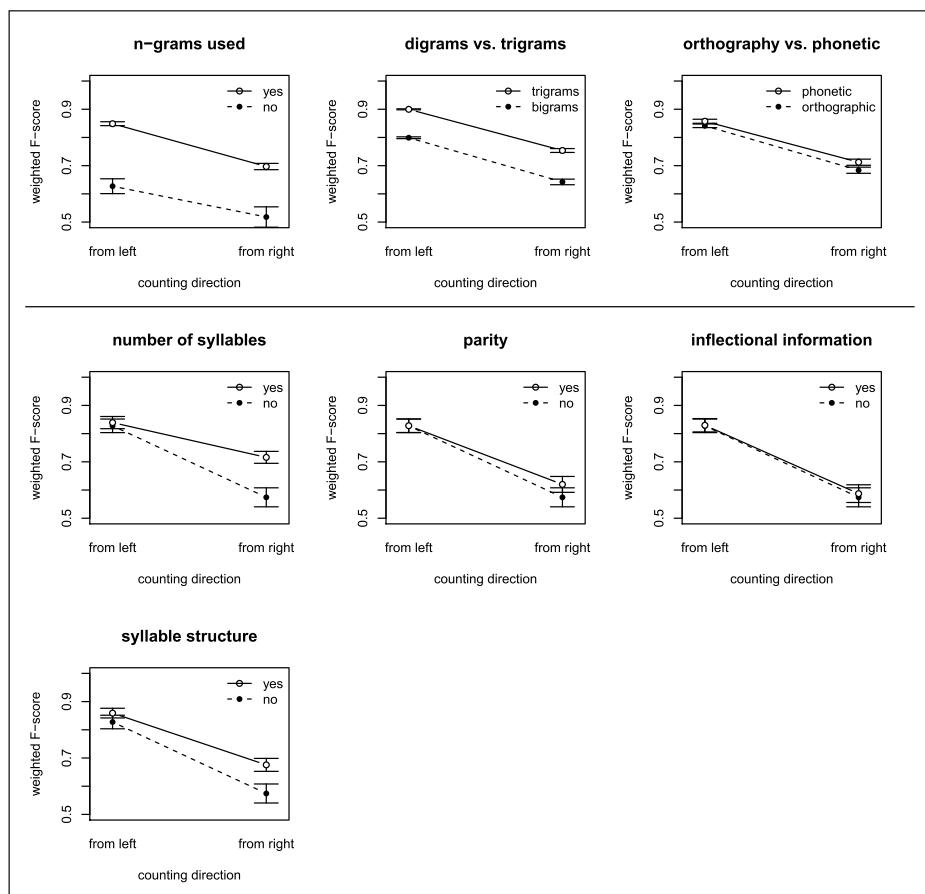 n−grams used
weighted F−score
0.5 0.7 0.9
yes
no
from left from right
counting direction
digrams vs. trigrams
weighted F−score
0.5 0.7 0.9
trigrams
bigrams
from left from right
counting direction
orthography vs. phonetic
weighted F−score
0.5 0.7 0.9
phonetic
orthographic
from left from right
counting direction
number of syllables
weighted F−score
0.5 0.7 0.9
yes
no
from left from right
counting direction
parity
weighted F−score
0.5 0.7 0.9
yes
no
from left from right
counting direction
inflectional information
weighted F−score
0.5 0.7 0.9
yes
no
from left from right
counting direction
syllable structure
weighted F−score
0.5 0.7 0.9
yes
no
from left from right
counting direction